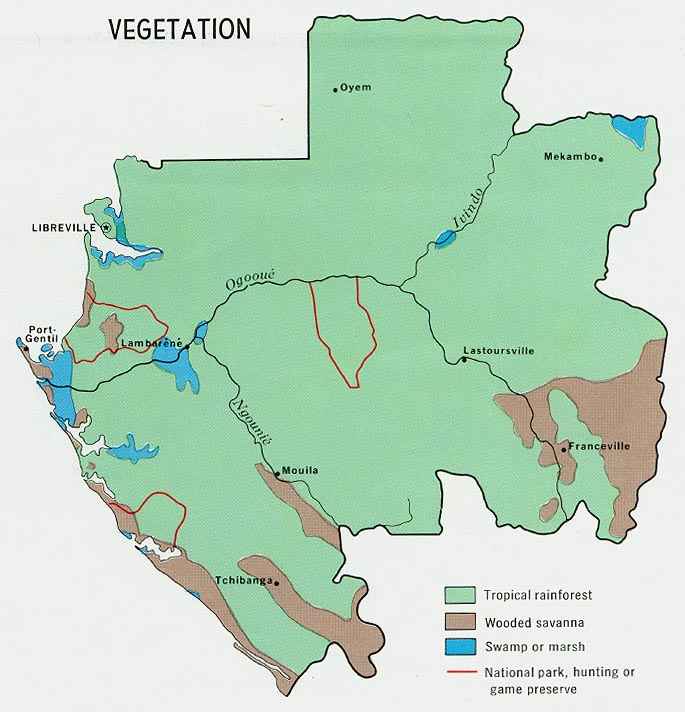 VEGETATION
Oyem
Mekambo
Ivindo
LIBREVILLE
Ogooué
Port-
Gentil
Lambaréné
Lastoursville
Ngounié
Franceville
Mouila
Tchibanga
Tropical rainforest
Wooded savanna
Swamp or marsh
National park, hunting or
game preserve